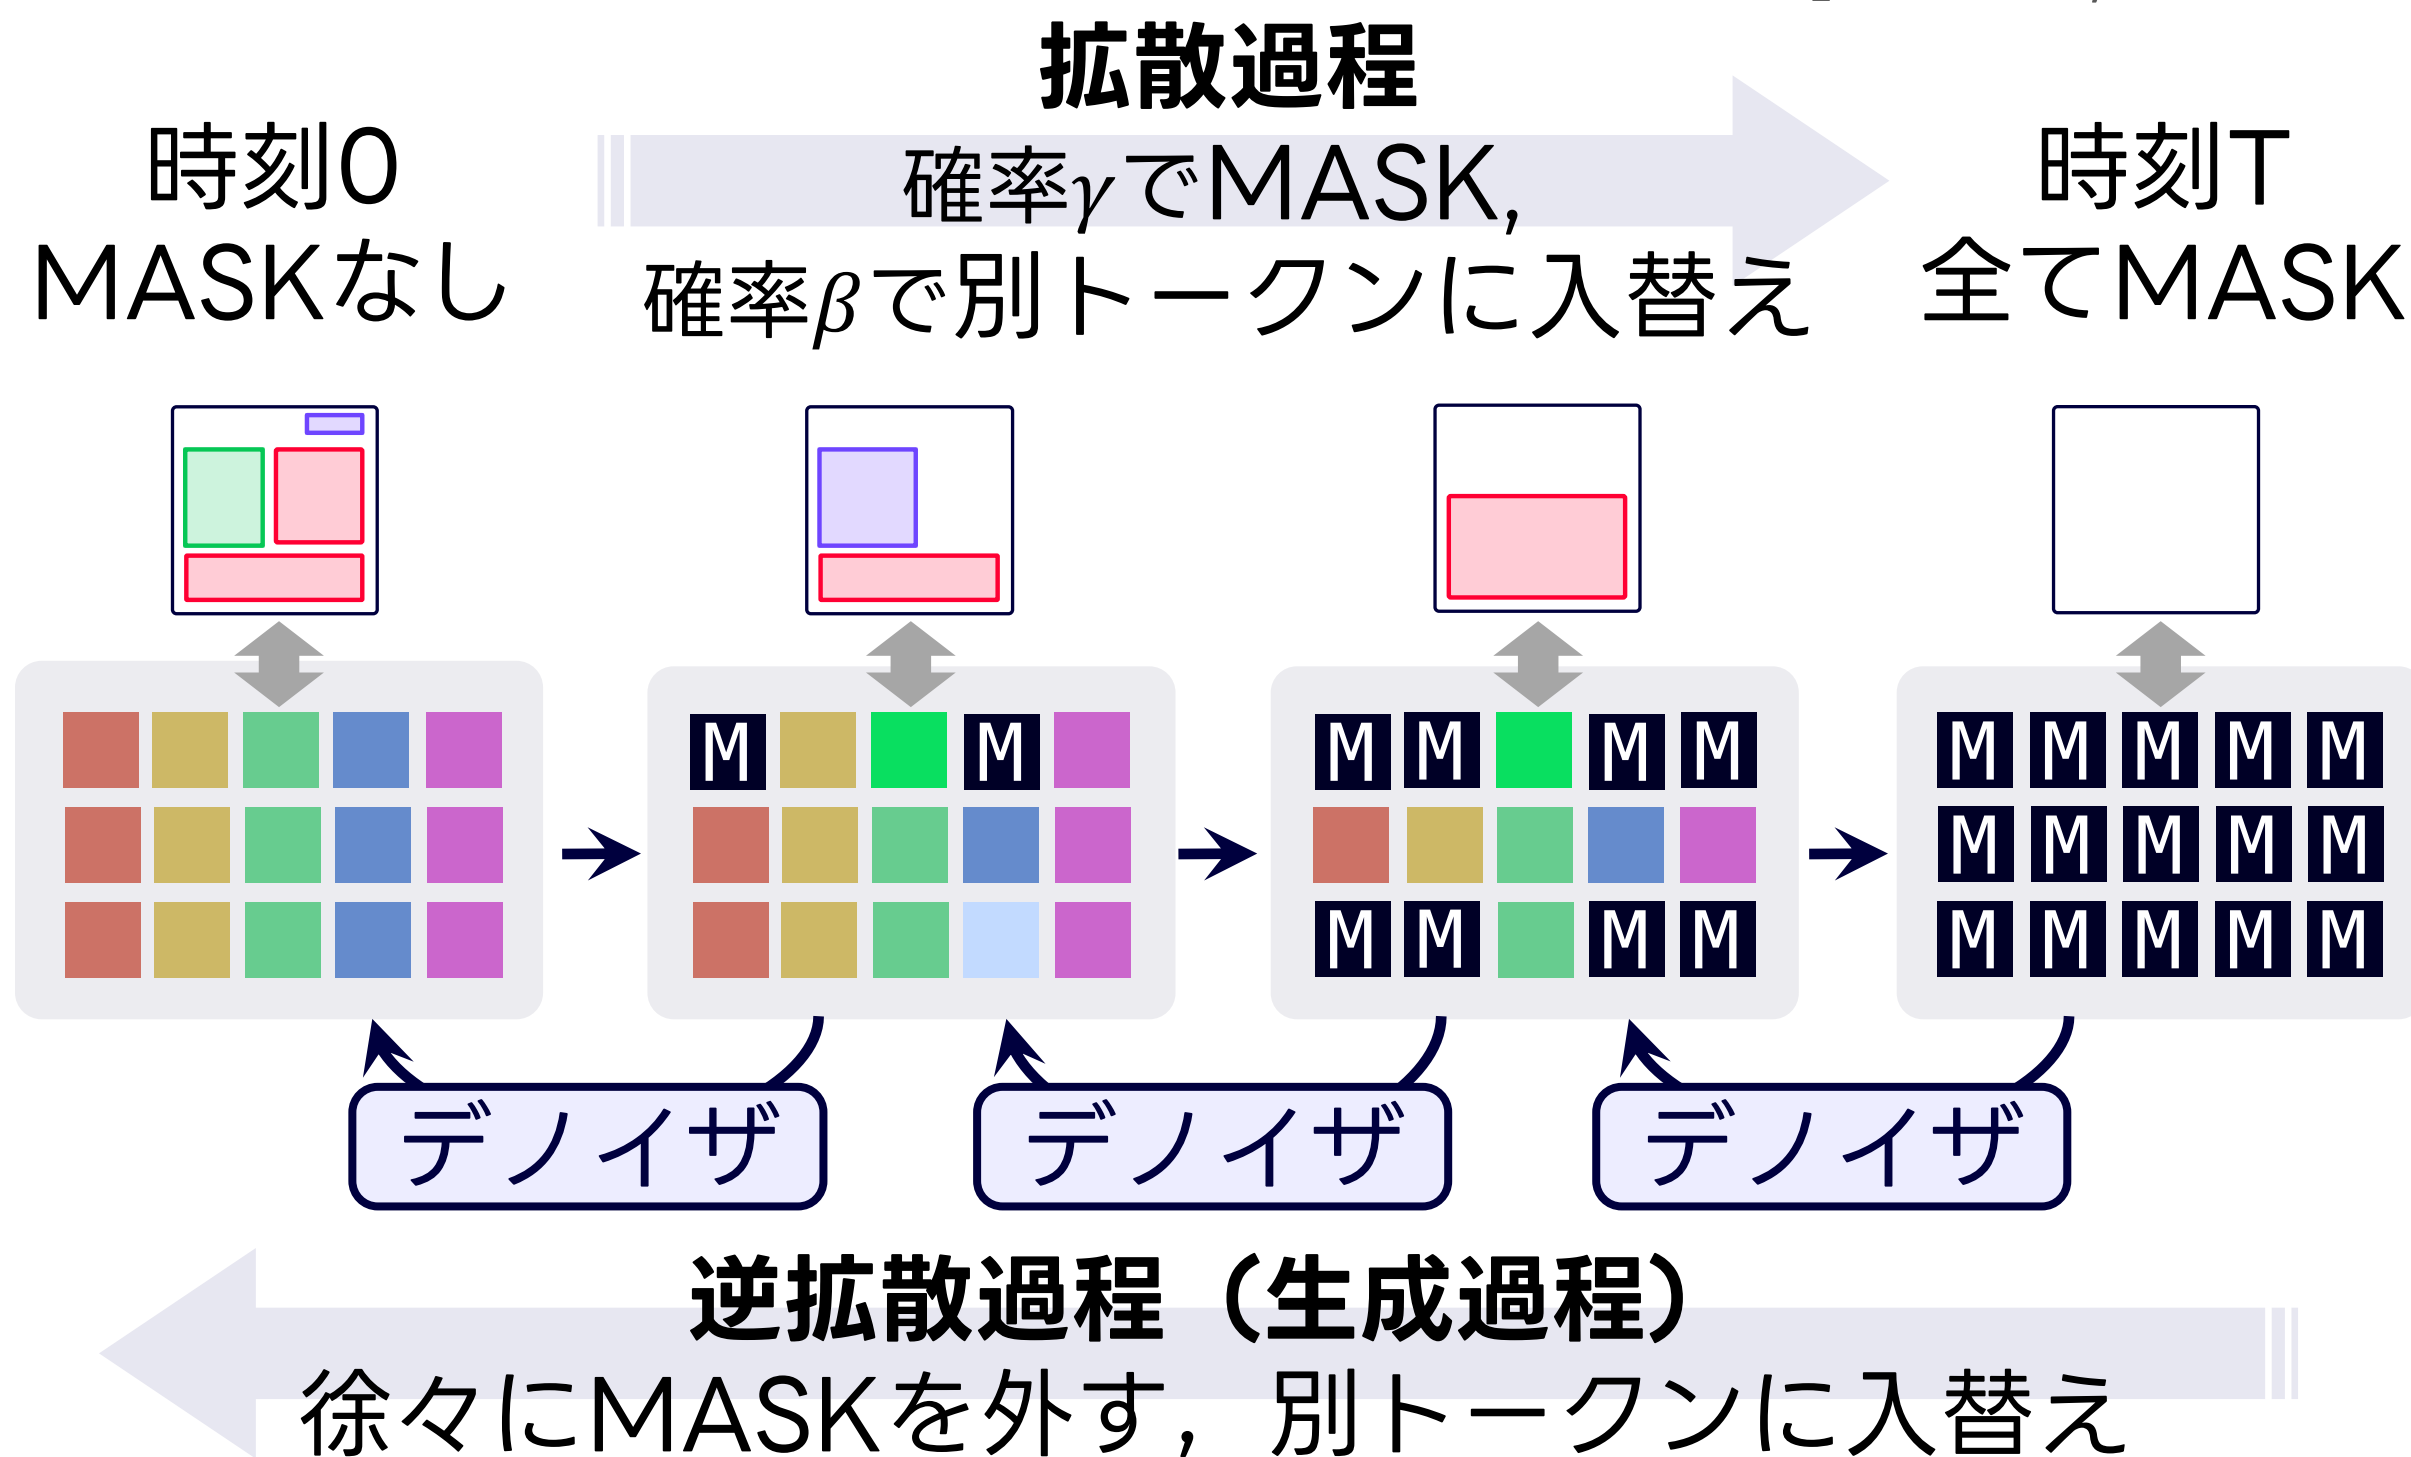 拡散過程
時刻0
MASKなし
確率γでMASK,
確率βで別トークンに入替え
時刻T
全てMASK
M M
M M M M
M M M M
M M M M M
M M M M M
M M M M M
デノイザ
デノイザ
デノイザ
逆拡散過程（生成過程）
徐々にMASKを外す，別トークンに入替え